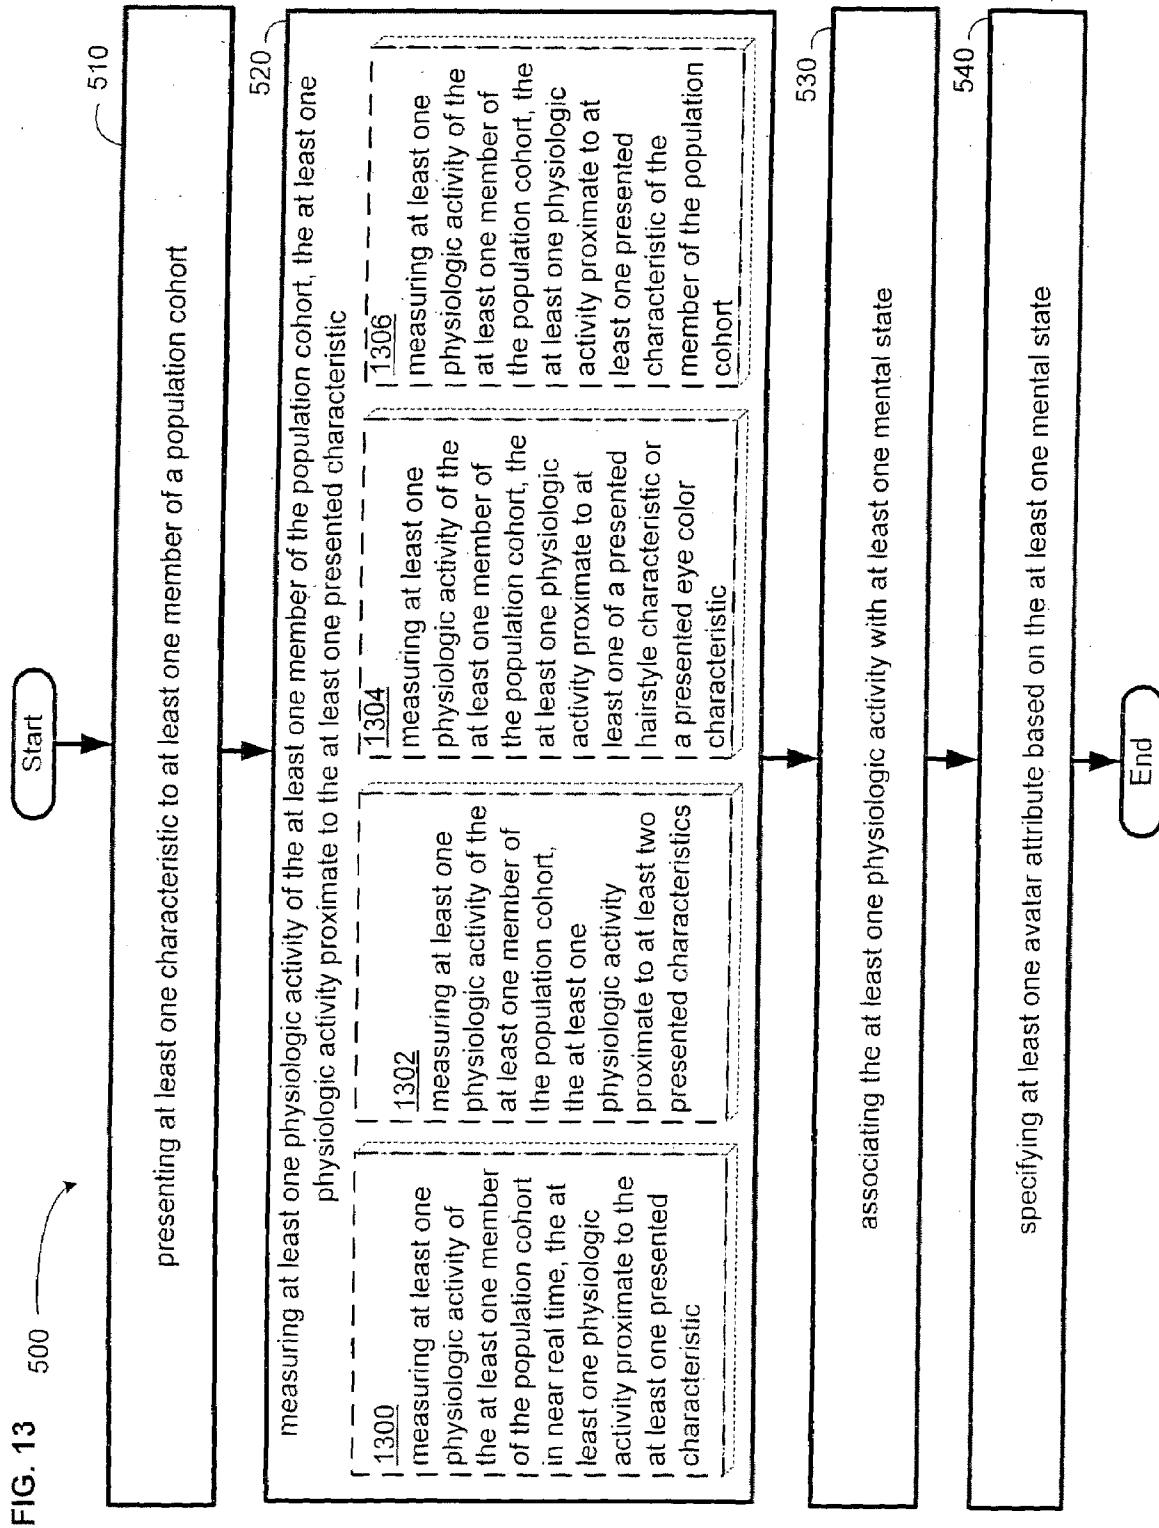 FIG. 13
500
Start
510
presenting at least one characteristic to at least one member of a population cohort
520
measuring at least one physiologic activity of the at least one member of the population cohort, the at least one
physiologic activity proximate to the at least one presented characteristic
1300
measuring at least one
physiologic activity of
the at least one member
of the population cohort
in near real time, the at
least one physiologic
activity proximate to the
at least one presented
characteristic
1302
measuring at least one
physiologic activity of the
at least one member of
the population cohort,
the at least one
physiologic activity
proximate to at least two
presented characteristics
1304
measuring at least one
physiologic activity of the
at least one member of
the population cohort, the
at least one physiologic
activity proximate to at
least one of a presented
hairstyle characteristic or
a presented eye color
characteristic
1306
measuring at least one
physiologic activity of the
at least one member of
the population cohort, the
at least one physiologic
activity proximate to at
least one presented
characteristic of the
member of the population
cohort
530
associating the at least one physiologic activity with at least one mental state
540
specifying at least one avatar attribute based on the at least one mental state
End